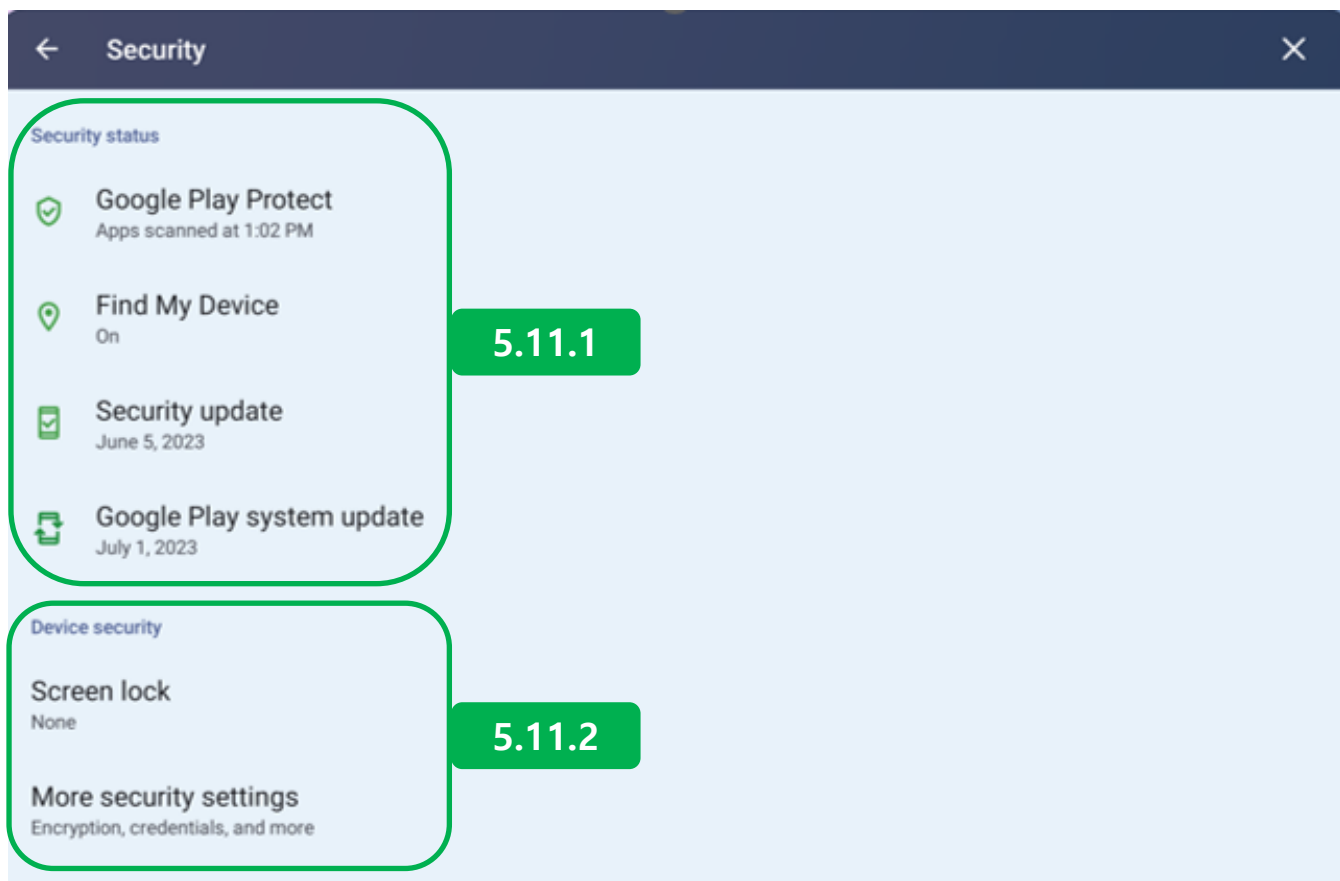 Security
Security status
Google Play Protect
Apps scanned at 1:02 PM
Find My Device
On
5.11.1
Security update
June 5, 2023
Google Play system update
July 1, 2023
Device security
Screen lock
None
5.11.2
More security settings
Encryption, credentials, and more